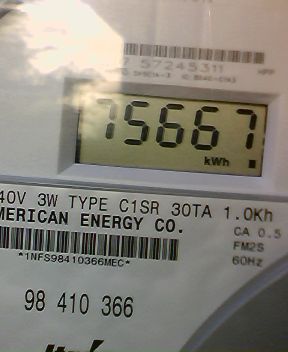 57245311
75667
kWh
40V 3W TYPE C1SR 30TA 1.0Kh
MERICAN ENERGY CO.
CA 0.5
FM2S
60Hz
*1NFS98410366MEC*
98 410 366